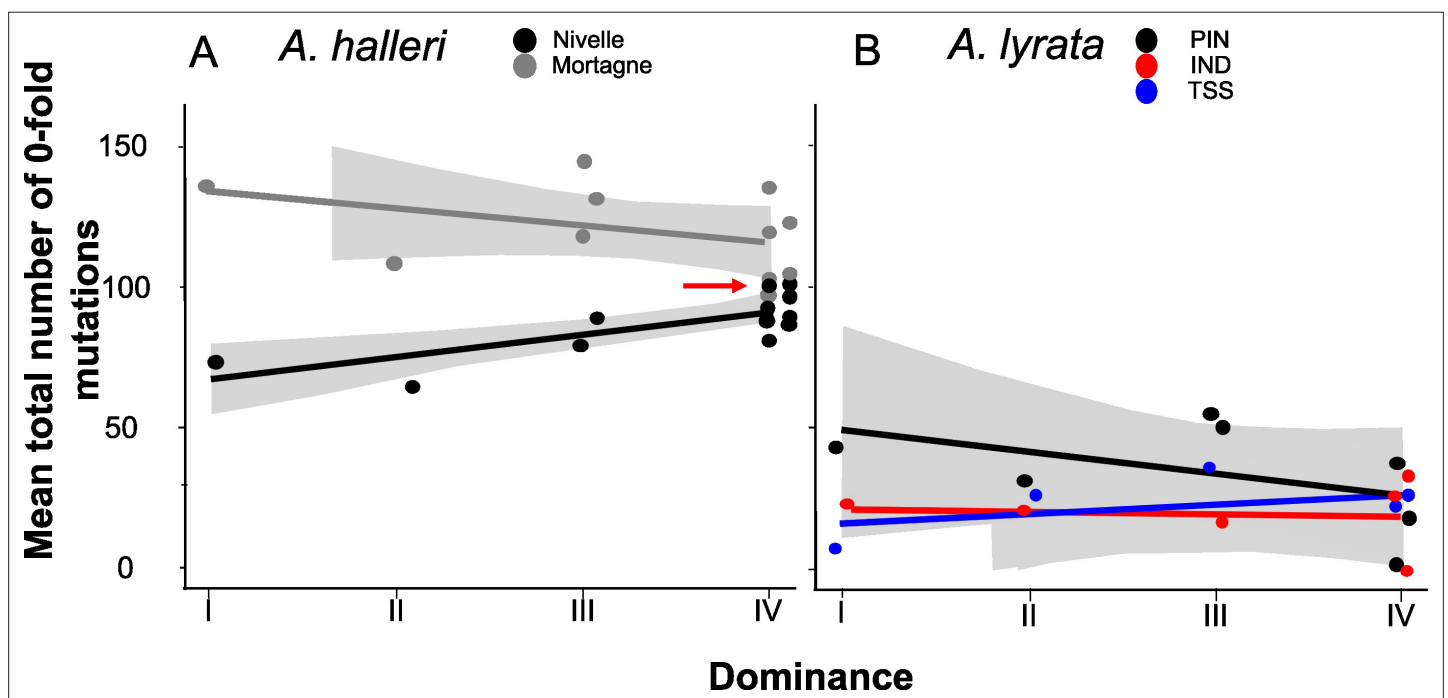 A
A. halleri
Nivelle
Mortagne
B
A. lyrata
PIN
IND
TSS
Mean total number of 0-fold
mutations
150
100
50
0
I
II
III
IV
I
II
III
IV
Dominance